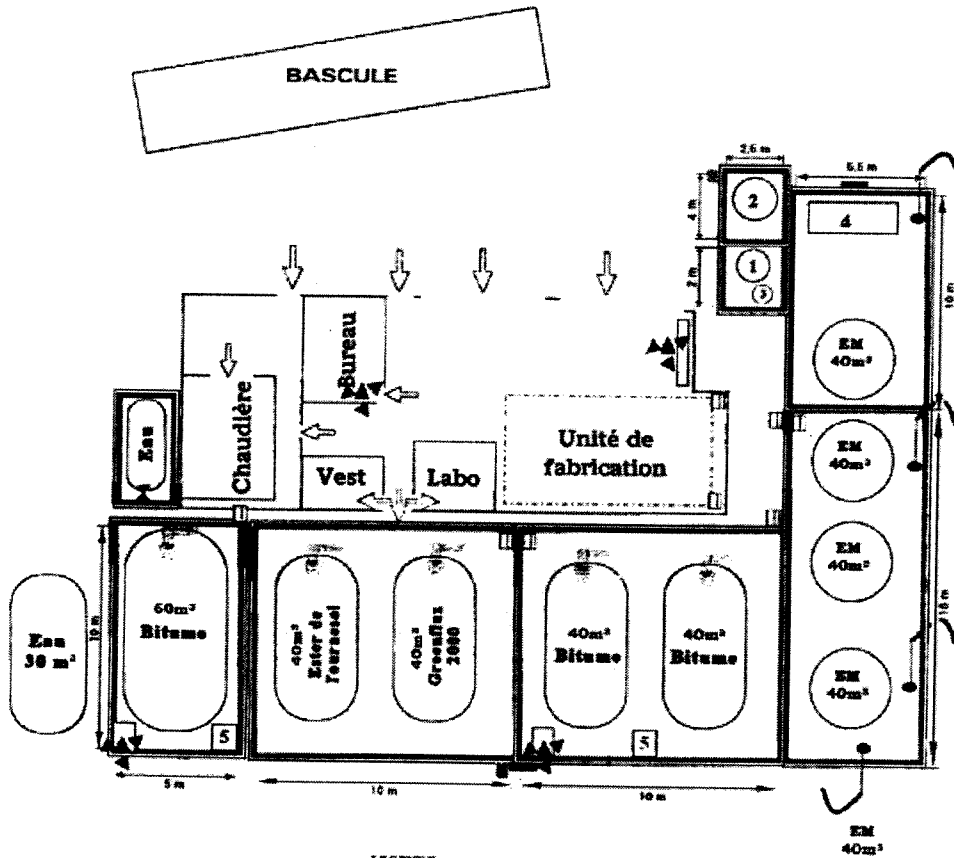 BASCULE
2,5 m
5,5 m
2
4 m
4
1
3
2 m
10 m
EM
40m³
Bureau
Chaudière
Eau
Vest
Labo
Unité de
fabrication
EM
40m³
EM
40m³
EM
40m³
Eau
30 m³
10 m
60m³
Bitume
40m³
Ester de
Tournesol
40m³
Greenflux
2000
40m³
Bitume
40m³
Bitume
5
5
5 m
10 m
10 m
EM
40m³